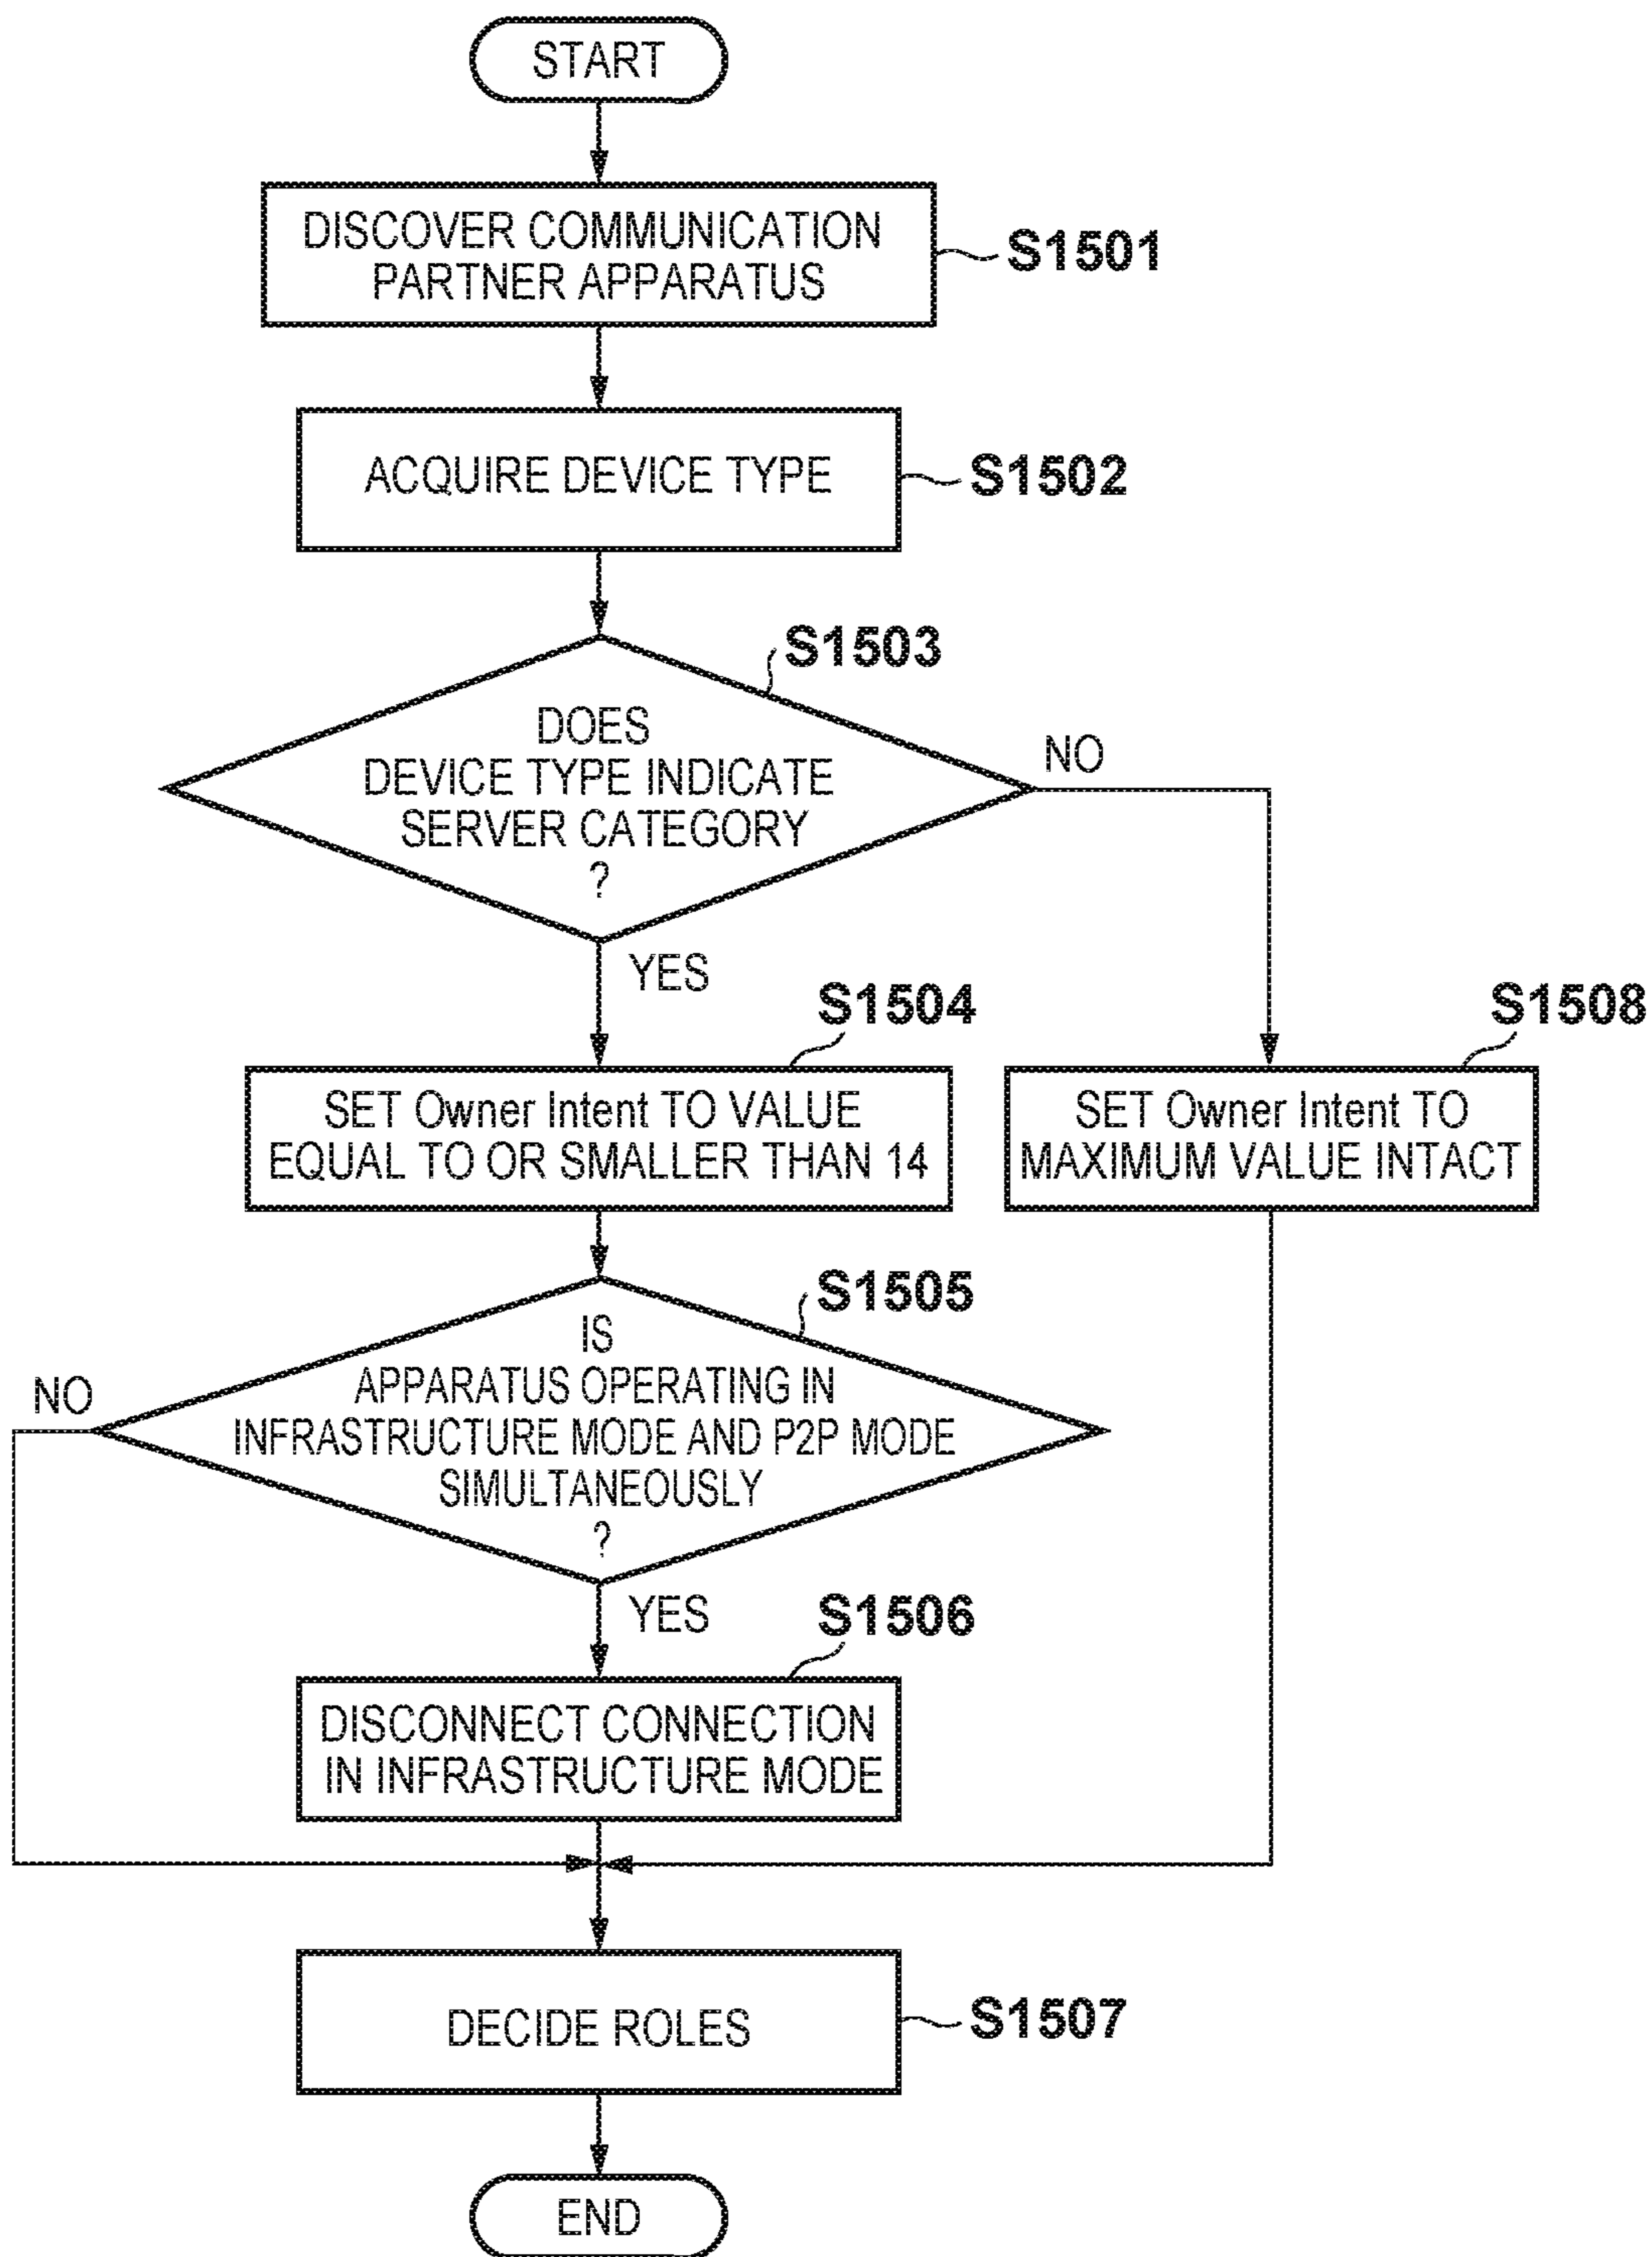 START
DISCOVER COMMUNICATION
PARTNER APPARATUS
S1501
ACQUIRE DEVICE TYPE
S1502
S1503
DOES
DEVICE TYPE INDICATE
SERVER CATEGORY
?
NO
YES
S1504
SET Owner Intent TO VALUE
EQUAL TO OR SMALLER THAN 14
S1508
SET Owner Intent TO
MAXIMUM VALUE INTACT
S1505
IS
APPARATUS OPERATING IN
INFRASTRUCTURE MODE AND P2P MODE
SIMULTANEOUSLY
?
NO
YES
S1506
DISCONNECT CONNECTION
IN INFRASTRUCTURE MODE
DECIDE ROLES
S1507
END